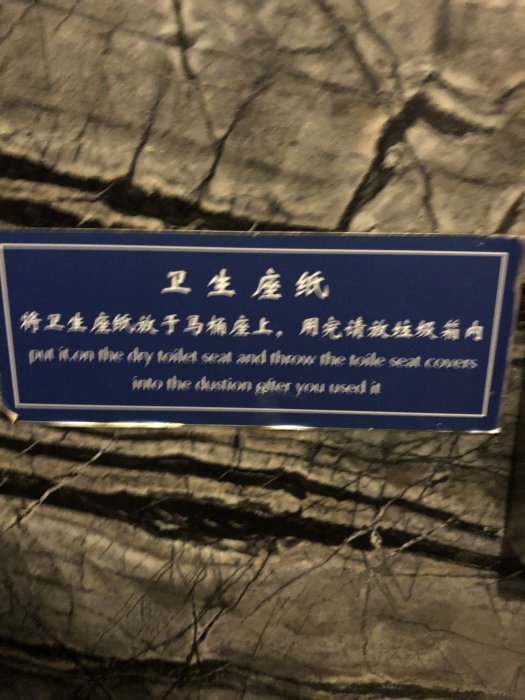 卫生座纸
将卫生座纸放于马桶座上，用完请放垃圾箱内
put it.on the dry toilet seat and throw the toile seat covers
into the dustion gfter you used it